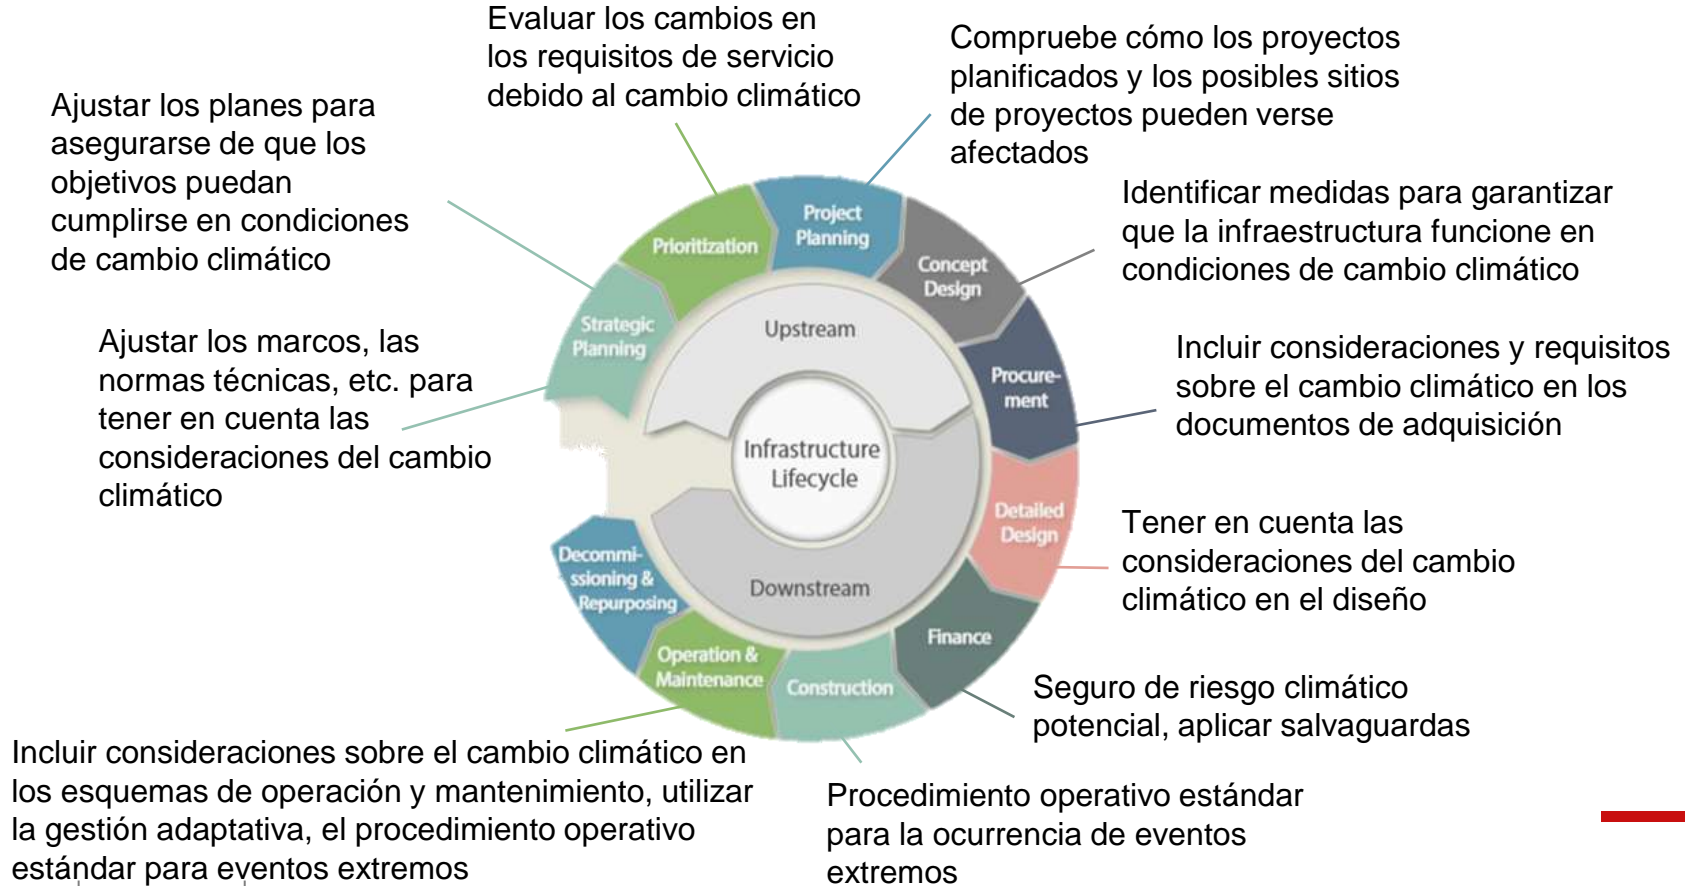 Evaluar los cambios en
los requisitos de servicio
debido al cambio climático
Compruebe cómo los proyectos
planificados y los posibles sitios
de proyectos pueden verse
afectados
Ajustar los planes para
asegurarse de que los
objetivos puedan
cumplirse en condiciones
de cambio climático
Identificar medidas para garantizar
que la infraestructura funcione en
condiciones de cambio climático
Ajustar los marcos, las
normas técnicas, etc. para
tener en cuenta las
consideraciones del cambio
climático
Incluir consideraciones y requisitos
sobre el cambio climático en los
documentos de adquisición
Tener en cuenta las
consideraciones del cambio
climático en el diseño
Seguro de riesgo climático
potencial, aplicar salvaguardas
Procedimiento operativo estándar
para la ocurrencia de eventos
extremos
Incluir consideraciones sobre el cambio climático en
los esquemas de operación y mantenimiento, utilizar
la gestión adaptativa, el procedimiento operativo
estándar para eventos extremos
Strategic
Planning
Prioritization
Project
Planning
Concept
Design
Procure-
ment
Detailed
Design
Finance
Construction
Operation &
Maintenance
Decommi-
ssioning &
Repurposing
Upstream
Infrastructure
Lifecycle
Downstream